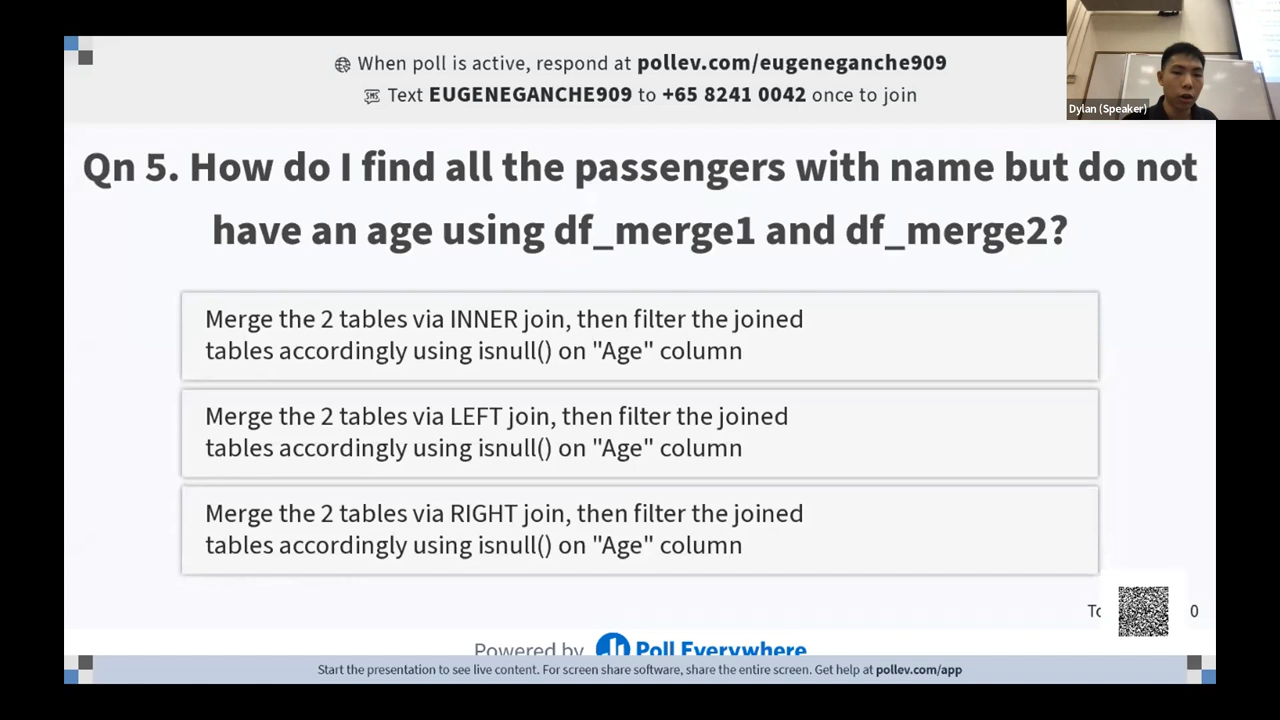 When poll is active, respond at pollev.com/eugeneganche909
Text EUGENEGANCHE909 to +65 8241 0042 once to join
Dylan (Speaker)
Qn 5. How do I find all the passengers with name but do not
have an age using df_merge1 and df_merge2?
Merge the 2 tables via INNER join, then filter the joined
tables accordingly using isnull() on "Age" column
Merge the 2 tables via LEFT join, then filter the joined
tables accordingly using isnull() on "Age" column
Merge the 2 tables via RIGHT join, then filter the joined
tables accordingly using isnull() on "Age" column
0
Powered by Poll Everywhere
Start the presentation to see live content. For screen share software, share the entire screen. Get help at pollev.com/app